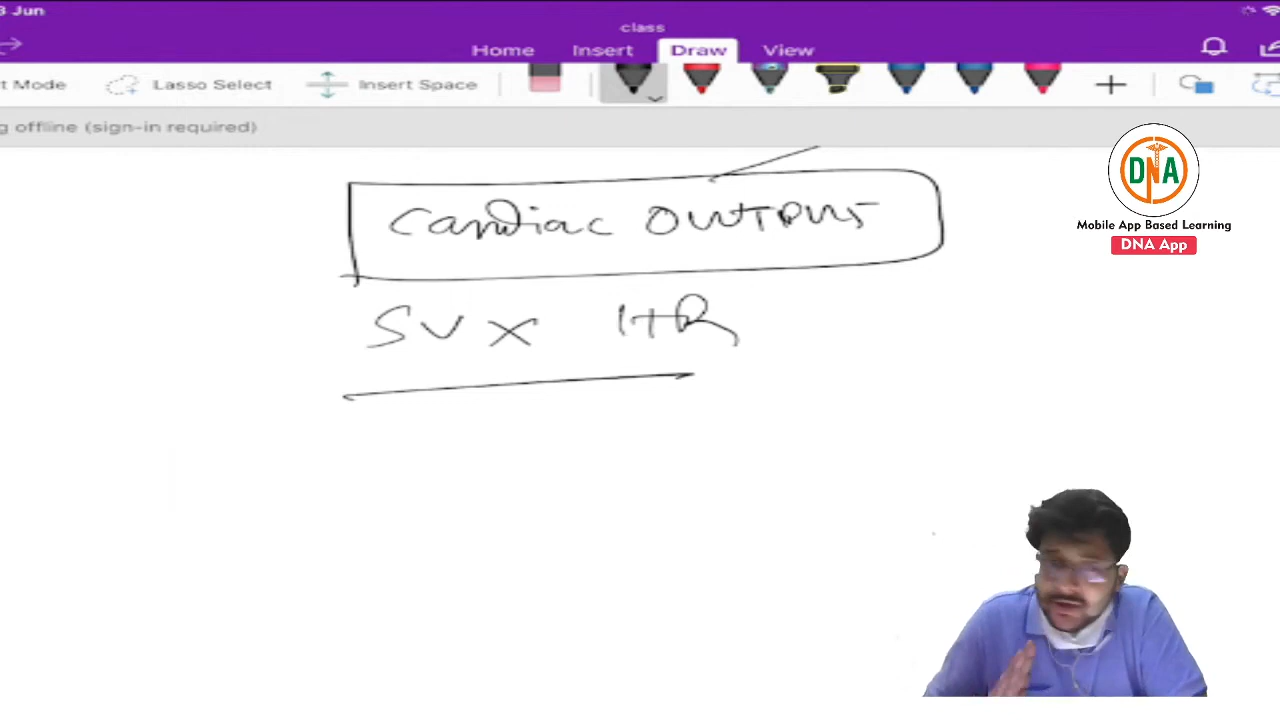 3 Jun
class
Home Insert Draw View
t Mode Lasso Select Insert Space
g offline (sign-in required)
DNA
Mobile App Based Learning
DNA App
Cardiac OUTPUT
SV X HR